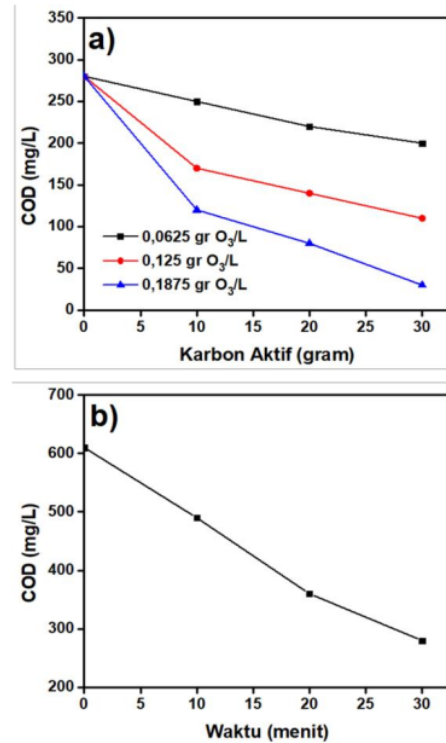 a)
350
300
250
200
150
100
50
0
COD (mg/L)
0,0625 gr O₃/L
0,125 gr O₃/L
0,1875 gr O₃/L
0 5 10 15 20 25 30
Karbon Aktif (gram)
b)
700
600
500
400
300
200
COD (mg/L)
0 5 10 15 20 25 30
Waktu (menit)